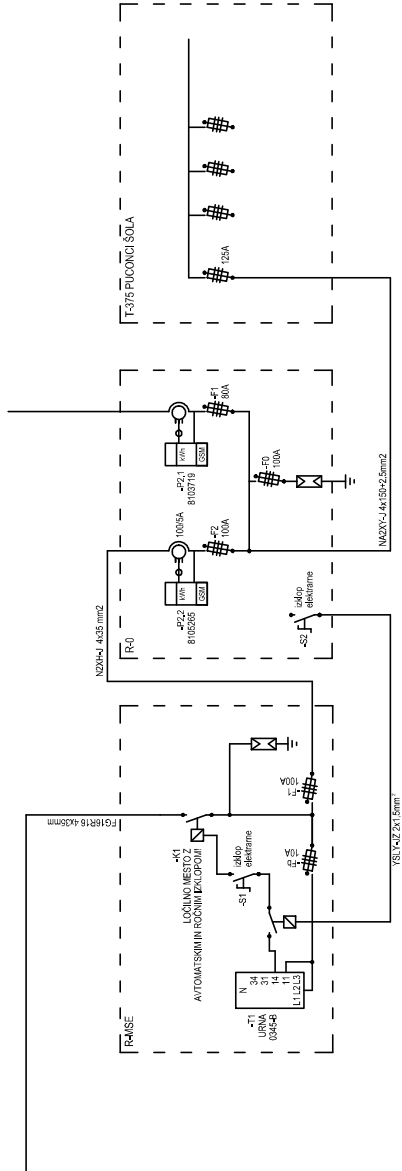 T-375 PUCONCI ŠOLA
125A
R-0
kWh
GSM
-P2,1
8103719
-F1
80A
-F0
100A
100/5A
kWh
GSM
-P2,2
8105265
-F2
100A
izklop
elektrarne
-S2
N2XH-J 4x35 mm2
NA2XY-J 4x150+2,5mm2
YSLY-JZ 2x1,5mm²
R-MSE
FG16R16 4x35mm
-K1
LOČILNO MESTO Z
AVTOMATSKIM IN ROČNIM IZKLOPOM
izklop
elektrarne
-S1
-F1
100A
-Fb
10A
N
34
31
14
11
L1 L2 L3
-T1
URNA
0345-B